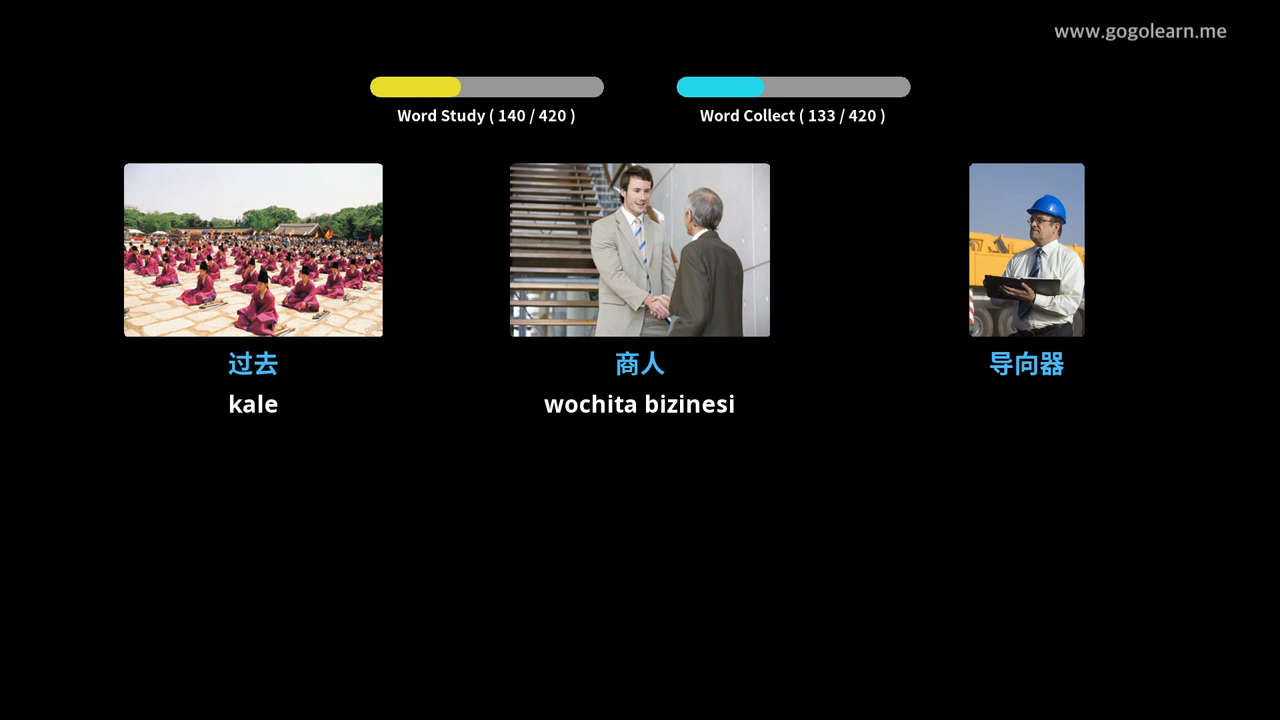 www.gogolearn.me
Word Study ( 140 / 420 )
Word Collect ( 133 / 420 )
过去
商人
导向器
kale
wochita bizinesi